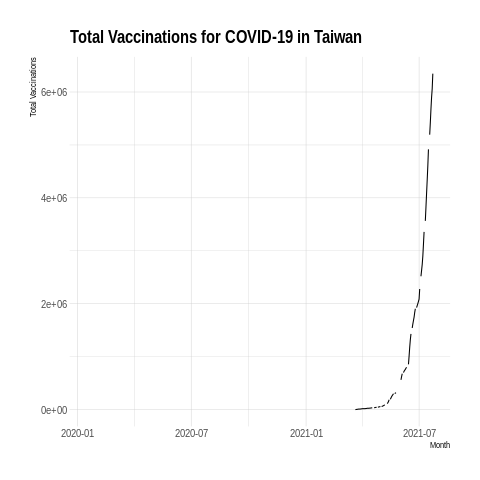 Total Vaccinations for COVID-19 in Taiwan
Total Vaccinations
6e+06
4e+06
2e+06
0e+00
2020-01 2020-07 2021-01 2021-07
Month